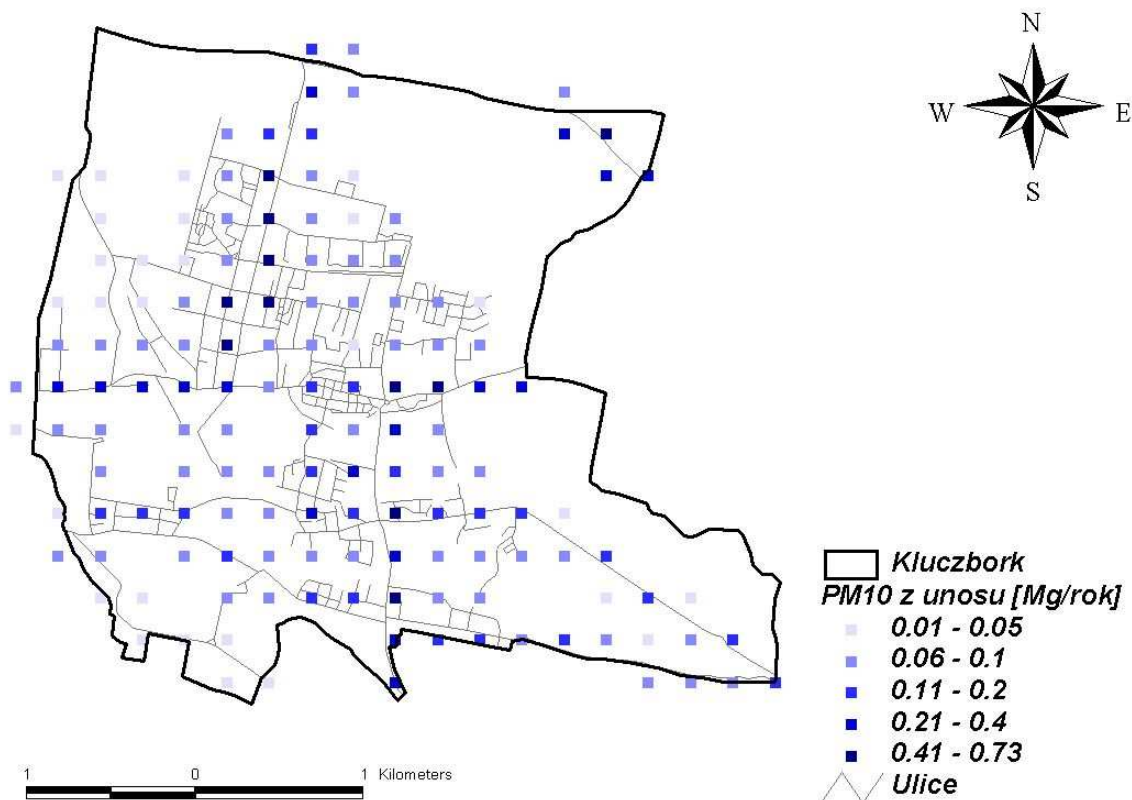 N
W
E
S
Kluczbork
PM10 z unosu [Mg/rok]
0.01 - 0.05
0.06 - 0.1
0.11 - 0.2
0.21 - 0.4
0.41 - 0.73
Ulice
1 0 1 Kilometers